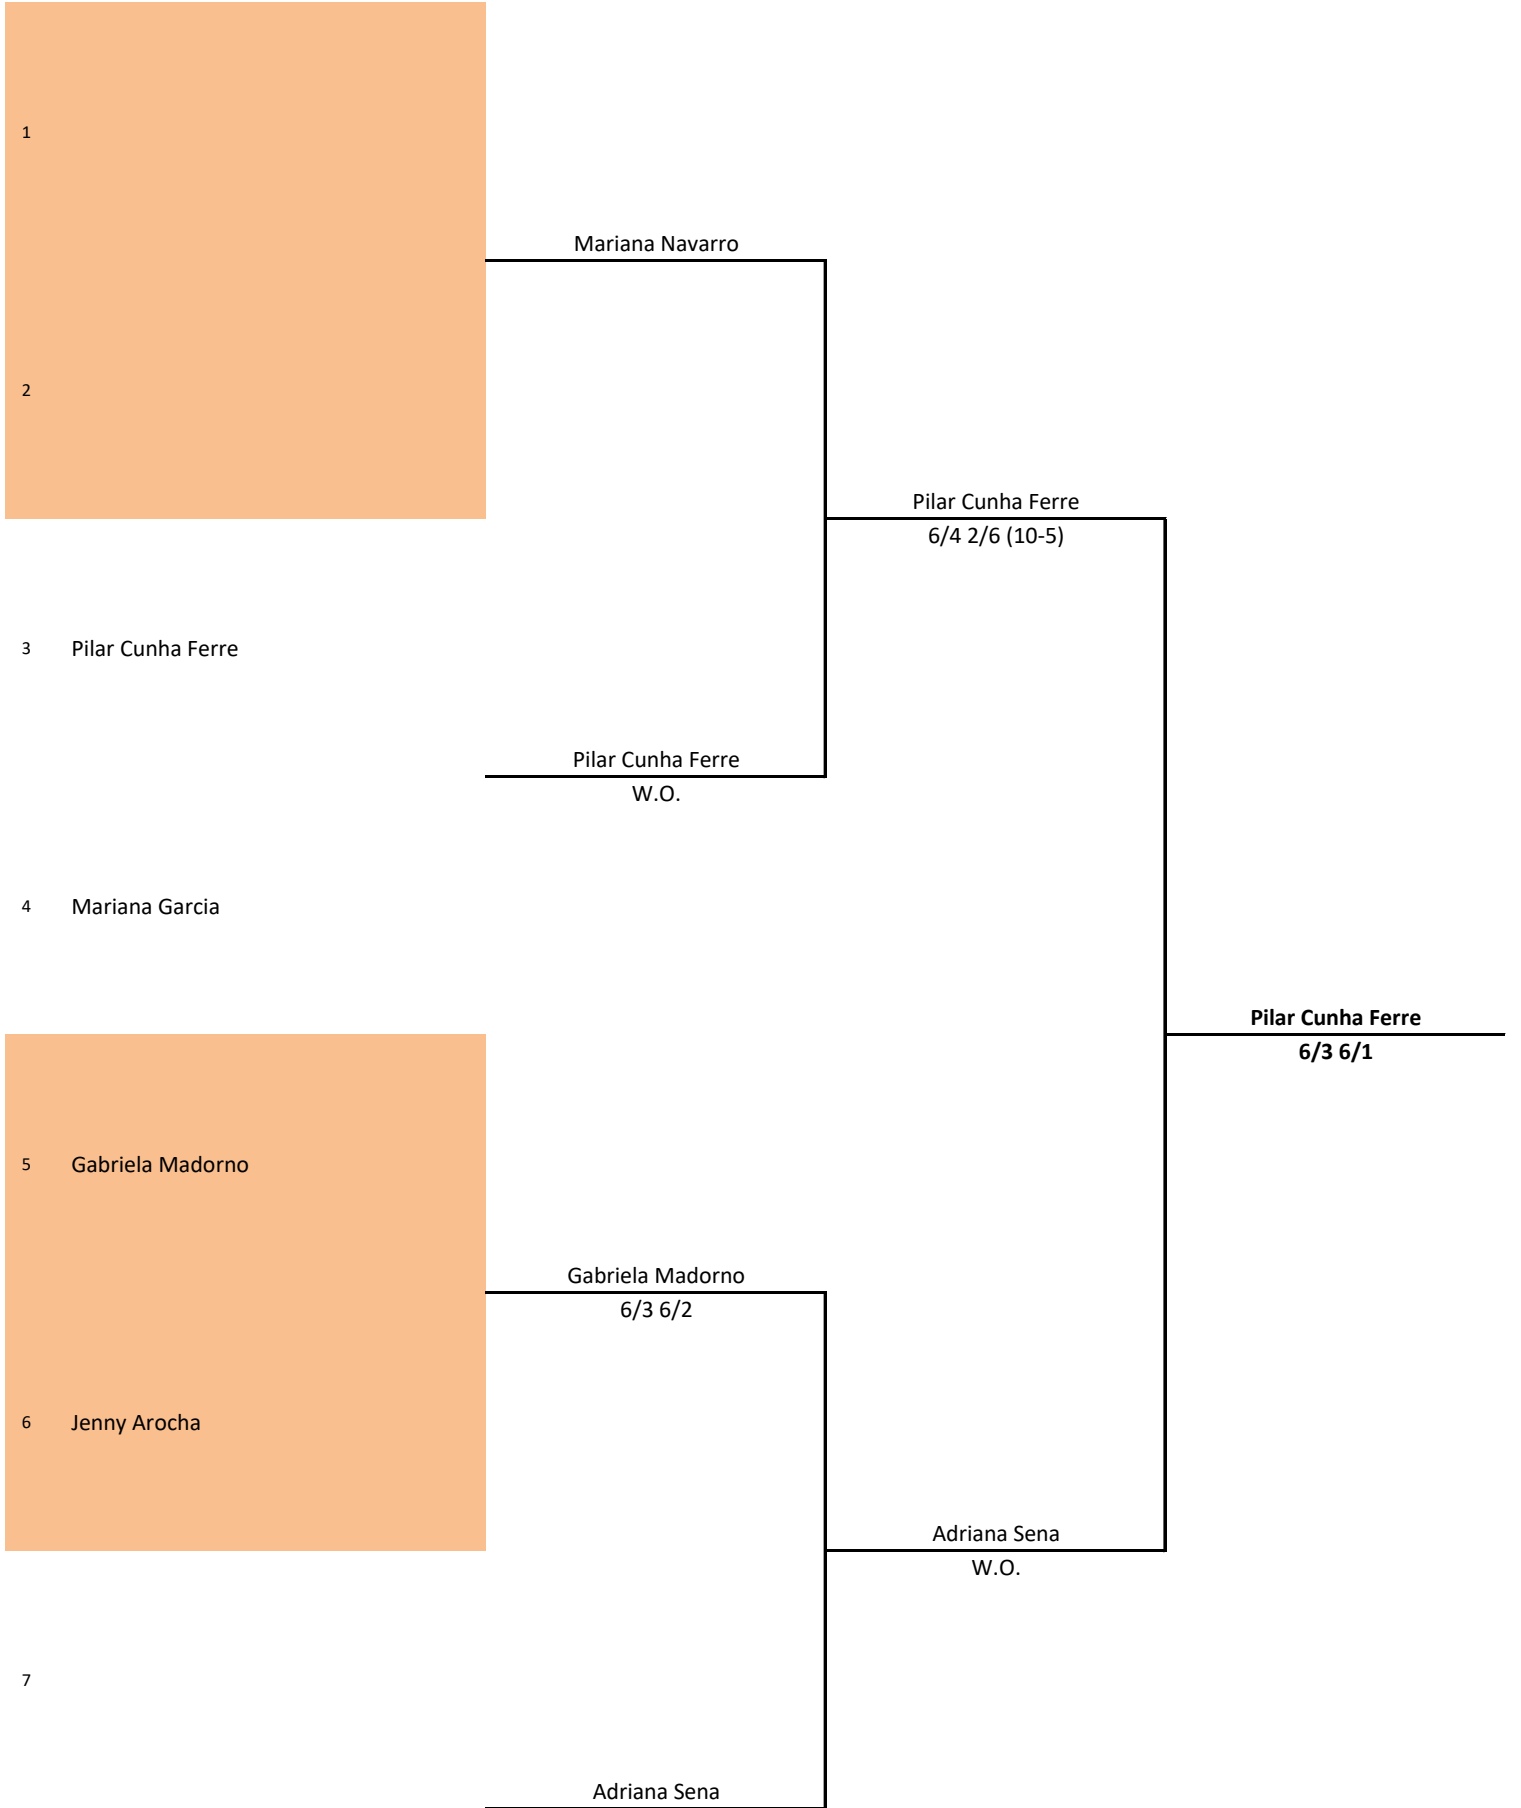 1
Mariana Navarro
2
Pilar Cunha Ferre
6/4 2/6 (10-5)
3 Pilar Cunha Ferre
Pilar Cunha Ferre
W.O.
4 Mariana Garcia
Pilar Cunha Ferre
6/3 6/1
5 Gabriela Madorno
Gabriela Madorno
6/3 6/2
6 Jenny Arocha
Adriana Sena
W.O.
7
Adriana Sena